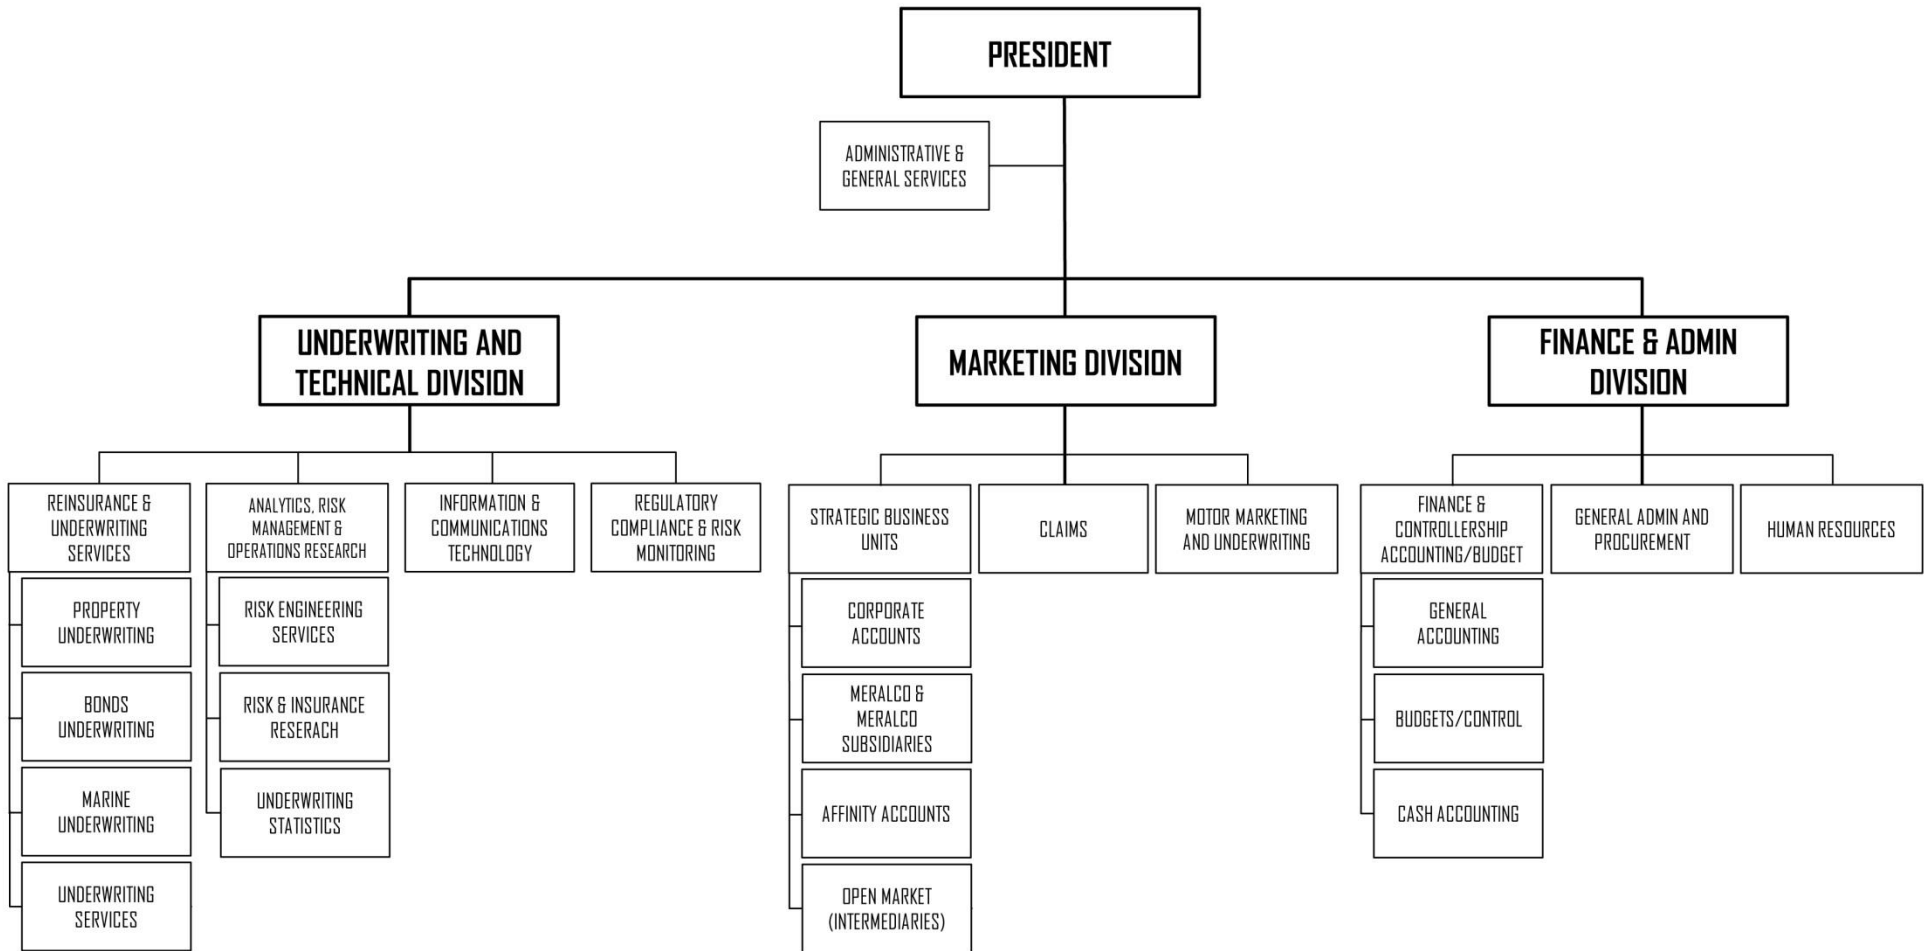 PRESIDENT
ADMINISTRATIVE &
GENERAL SERVICES
UNDERWRITING AND
TECHNICAL DIVISION
MARKETING DIVISION
FINANCE & ADMIN
DIVISION
REINSURANCE &
UNDERWRITING
SERVICES
ANALYTICS, RISK
MANAGEMENT &
OPERATIONS RESEARCH
INFORMATION &
COMMUNICATIONS
TECHNOLOGY
REGULATORY
COMPLIANCE & RISK
MONITORING
STRATEGIC BUSINESS
UNITS
CLAIMS
MOTOR MARKETING
AND UNDERWRITING
FINANCE &
CONTROLLERSHIP
ACCOUNTING/BUDGET
GENERAL ADMIN AND
PROCUREMENT
HUMAN RESOURCES
PROPERTY
UNDERWRITING
RISK ENGINEERING
SERVICES
CORPORATE
ACCOUNTS
GENERAL
ACCOUNTING
BONDS
UNDERWRITING
RISK & INSURANCE
RESERACH
MERALCO &
MERALCO
SUBSIDIARIES
BUDGETS/CONTROL
MARINE
UNDERWRITING
UNDERWRITING
STATISTICS
AFFINITY ACCOUNTS
CASH ACCOUNTING
UNDERWRITING
SERVICES
OPEN MARKET
(INTERMEDIARIES)